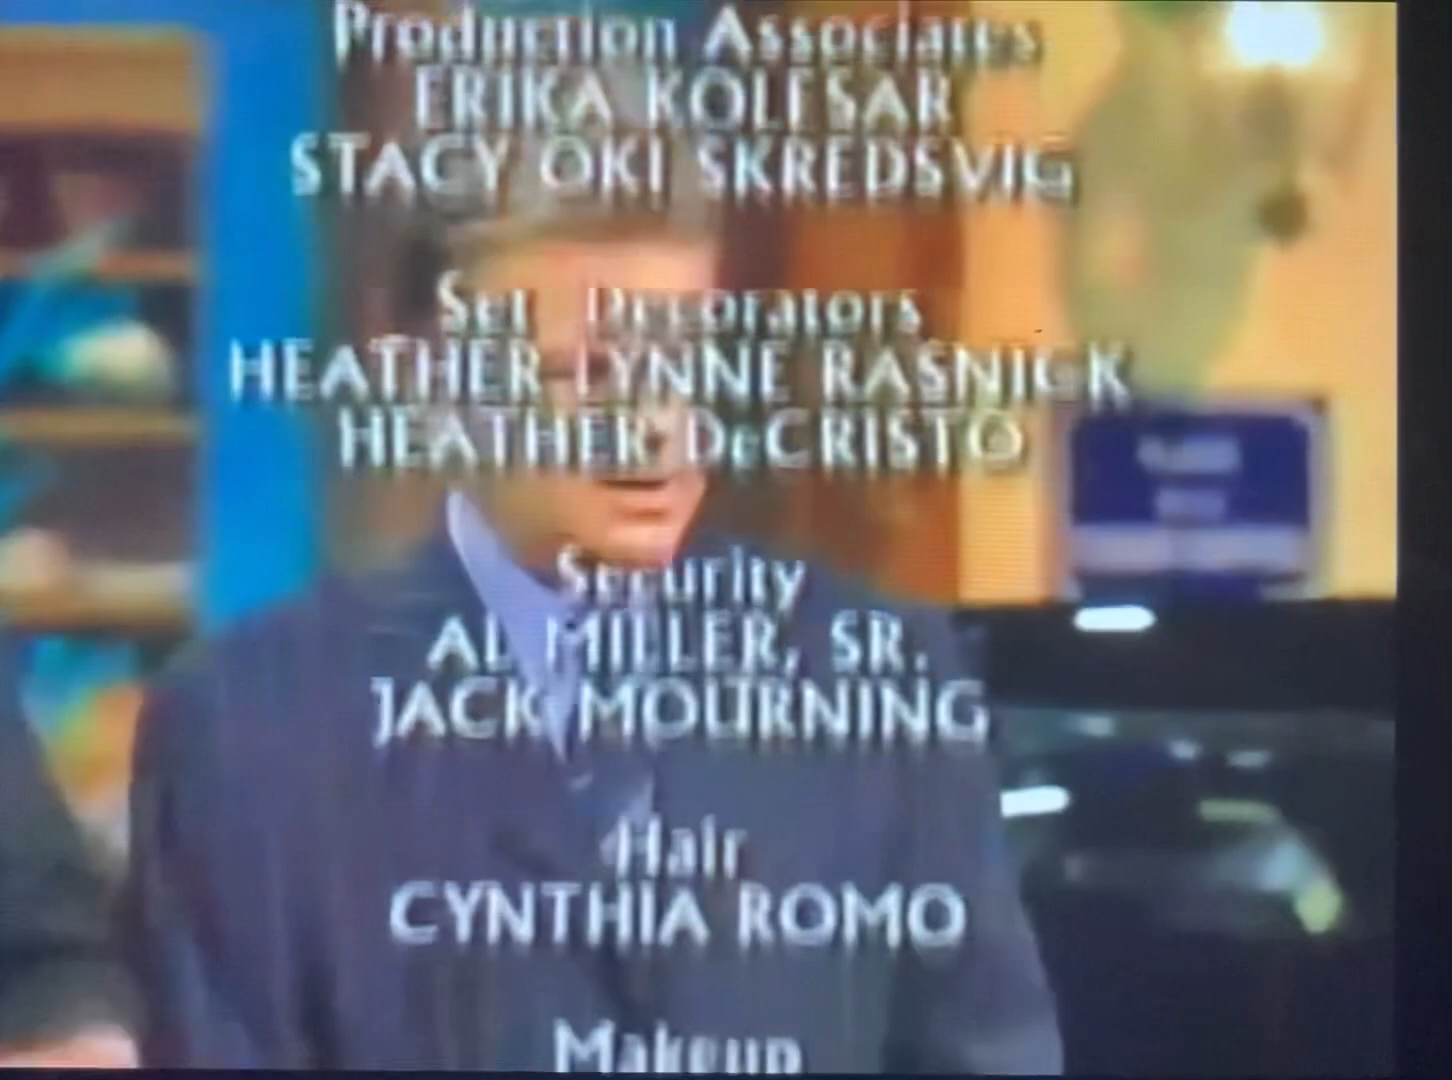 Production Associates
ERIKA KOLESAR
STACY OKI SKREDSVIG
Set Decorators
HEATHER LYNNE RASNICK
HEATHER DeCRISTO
Security
AL MILLER, SR.
JACK MOURNING
Hair
CYNTHIA ROMO
Makeup